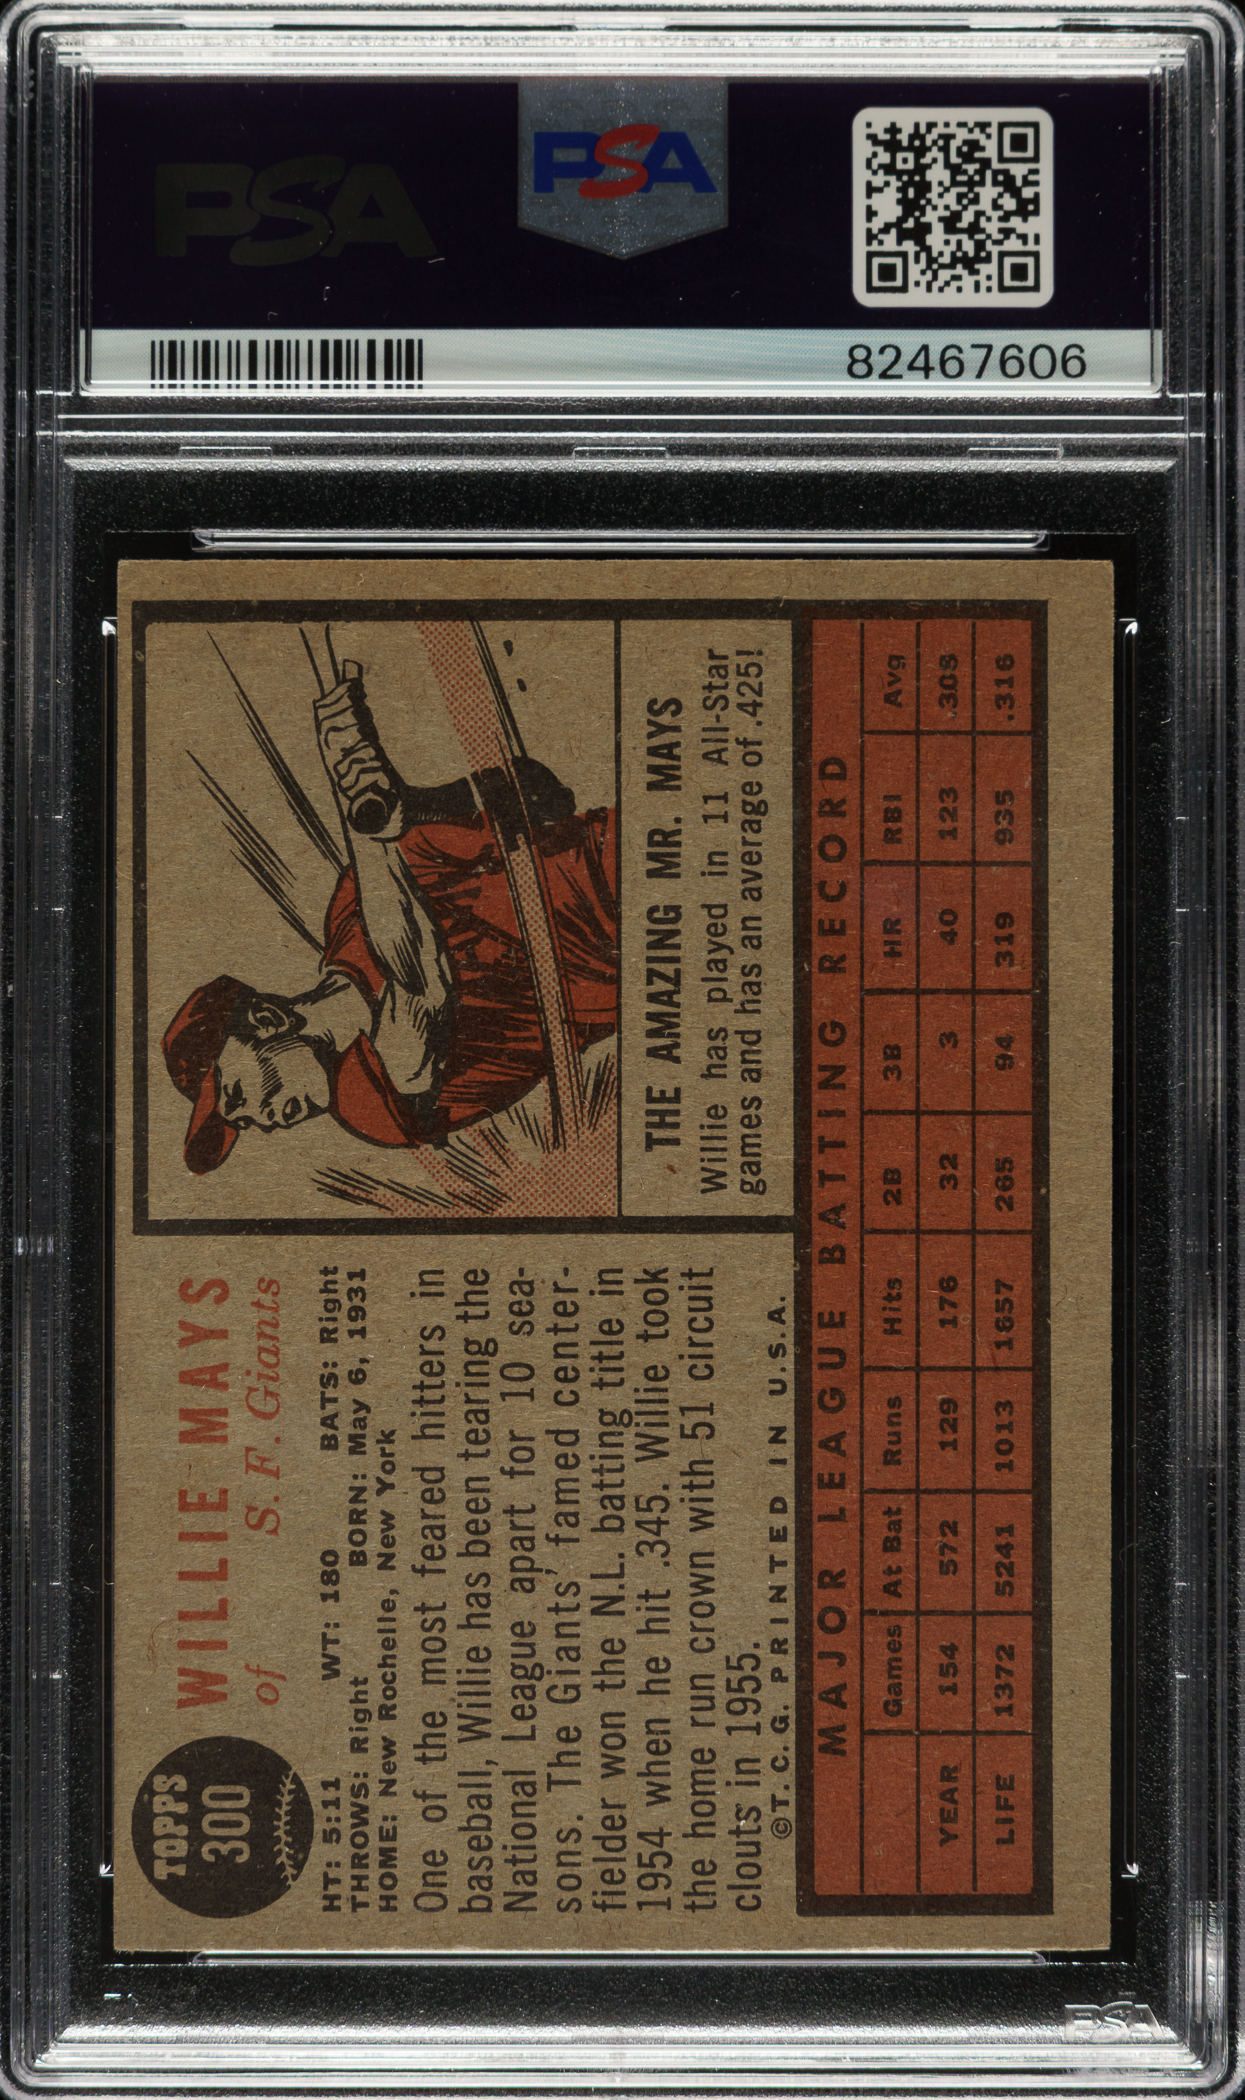 PSA
PSA
82467606
TOPPS
300
WILLIE MAYS
of S. F. Giants
HT: 5:11 WT: 180 BATS: Right
THROWS: Right BORN: May 6, 1931
HOME: New Rochelle, New York
One of the most feared hitters in
baseball, Willie has been tearing the
National League apart for 10 sea-
sons. The Giants' famed center-
fielder won the N.L. batting title in
1954 when he hit .345. Willie took
the home run crown with 51 circuit
clouts in 1955.
©T. C. G. PRINTED IN U.S.A.
THE AMAZING MR. MAYS
Willie has played in 11 All-Star
games and has an average of .425!
MAJOR LEAGUE BATTING RECORD
Games At Bat Runs Hits 2B 3B HR RBI Avg
YEAR 154 572 129 176 32 3 40 123 .308
LIFE 1372 5241 1013 1657 265 94 319 935 .316
PSA